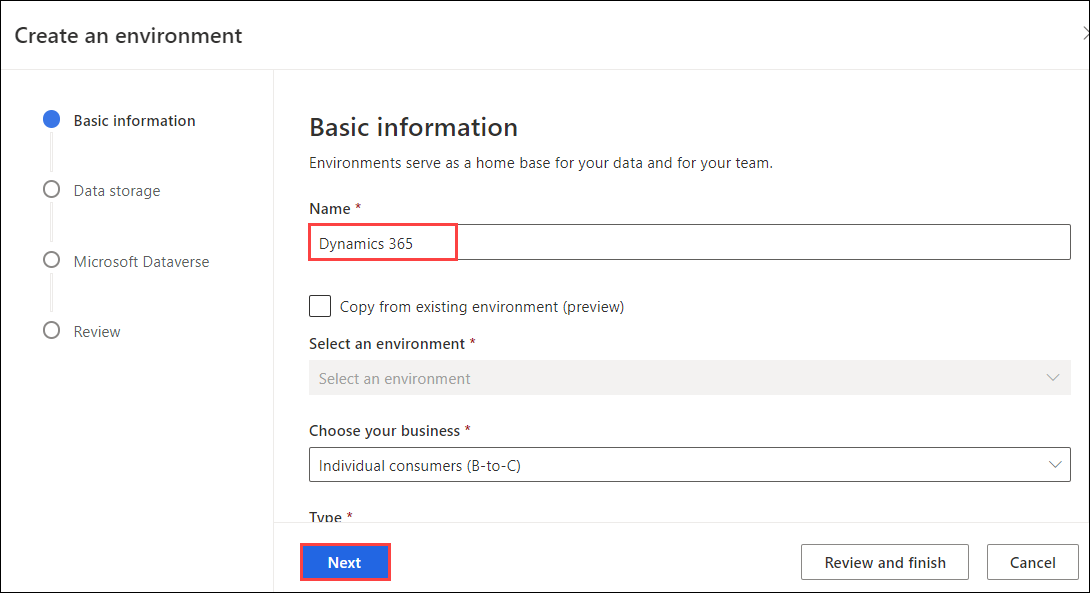 Create an environment
Basic information
Data storage
Microsoft Dataverse
Review
Basic information
Environments serve as a home base for your data and for your team.
Name *
Dynamics 365
Copy from existing environment (preview)
Select an environment *
Select an environment
Choose your business *
Individual consumers (B-to-C)
Type *
Next
Review and finish
Cancel